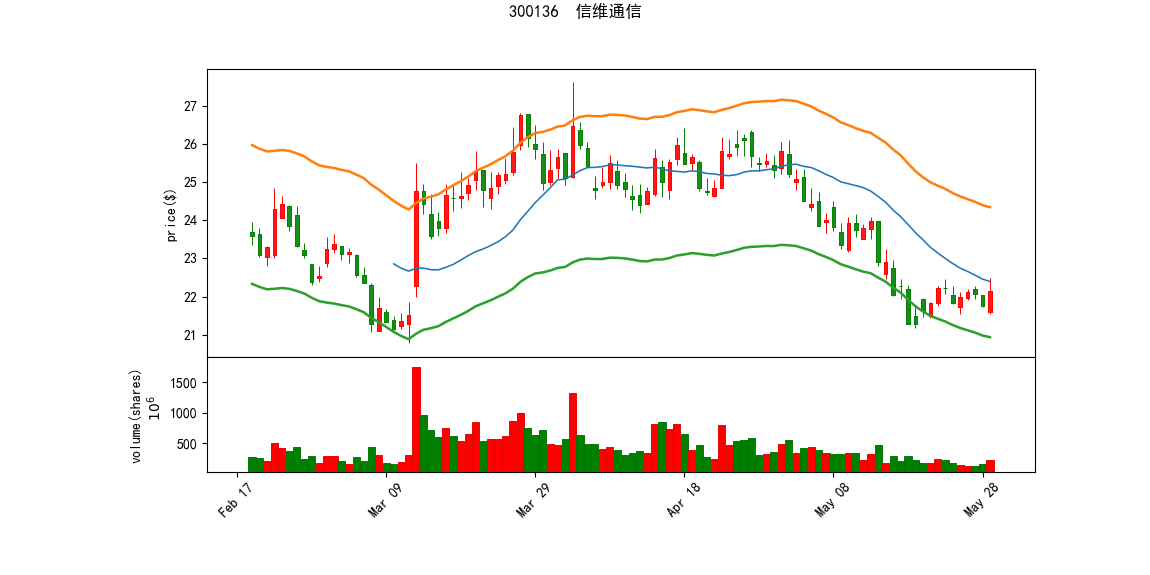 300136 信维通信
price($)
27
26
25
24
23
22
21
volume(shares)
10^6
1500
1000
500
Feb 17
Mar 09
Mar 29
Apr 18
May 08
May 28